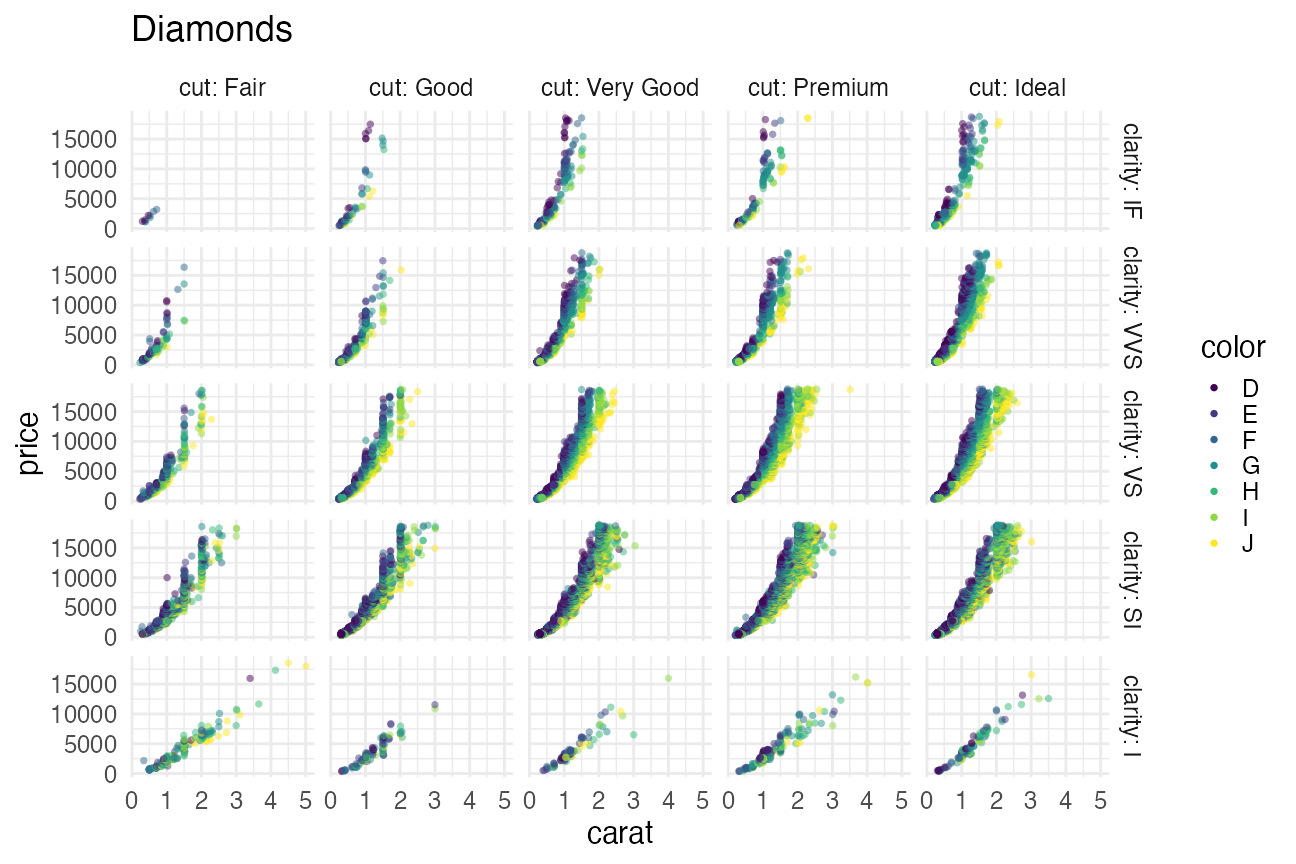 Diamonds
cut: Fair cut: Good cut: Very Good cut: Premium cut: Ideal
15000
10000
5000
0
clarity: IF
15000
10000
5000
0
clarity: VVS
15000
10000
5000
0
clarity: VS
15000
10000
5000
0
clarity: SI
15000
10000
5000
0
clarity: I
price
0 1 2 3 4 5 0 1 2 3 4 5 0 1 2 3 4 5 0 1 2 3 4 5 0 1 2 3 4 5
carat
color
D
E
F
G
H
I
J